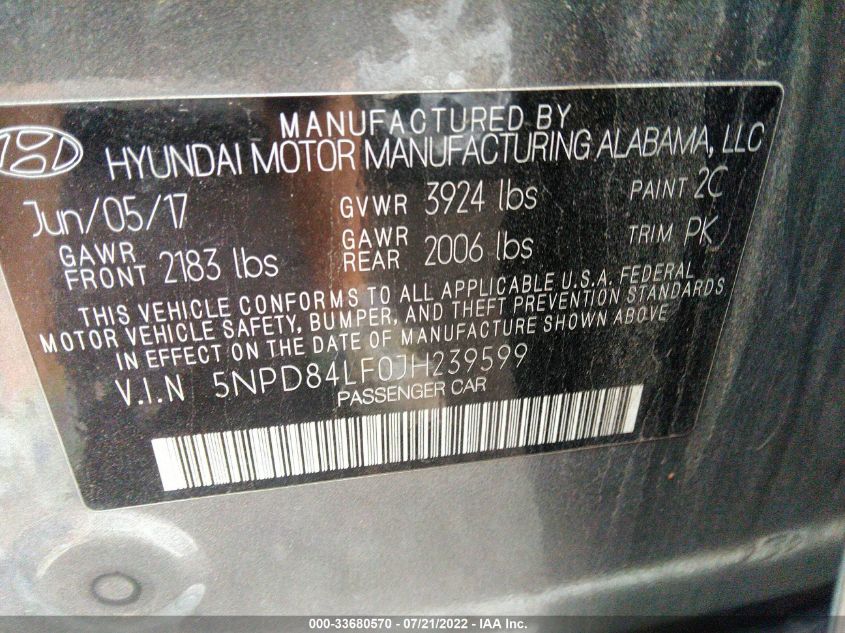 MANUFACTURED BY
HYUNDAI MOTOR MANUFACTURING ALABAMA, LLC
Jun/05/17 GVWR 3924 lbs PAINT 2C
GAWR FRONT 2183 lbs GAWR REAR 2006 lbs TRIM PK
THIS VEHICLE CONFORMS TO ALL APPLICABLE U.S.A. FEDERAL
MOTOR VEHICLE SAFETY, BUMPER, AND THEFT PREVENTION STANDARDS
IN EFFECT ON THE DATE OF MANUFACTURE SHOWN ABOVE
V.I.N 5NPD84LF0JH239599
PASSENGER CAR
000-33680570 - 07/21/2022 - IAA Inc.